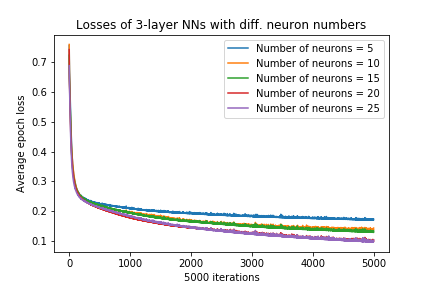 Losses of 3-layer NNs with diff. neuron numbers
Number of neurons = 5
Number of neurons = 10
Number of neurons = 15
Number of neurons = 20
Number of neurons = 25
Average epoch loss
0.7
0.6
0.5
0.4
0.3
0.2
0.1
0 1000 2000 3000 4000 5000
5000 iterations